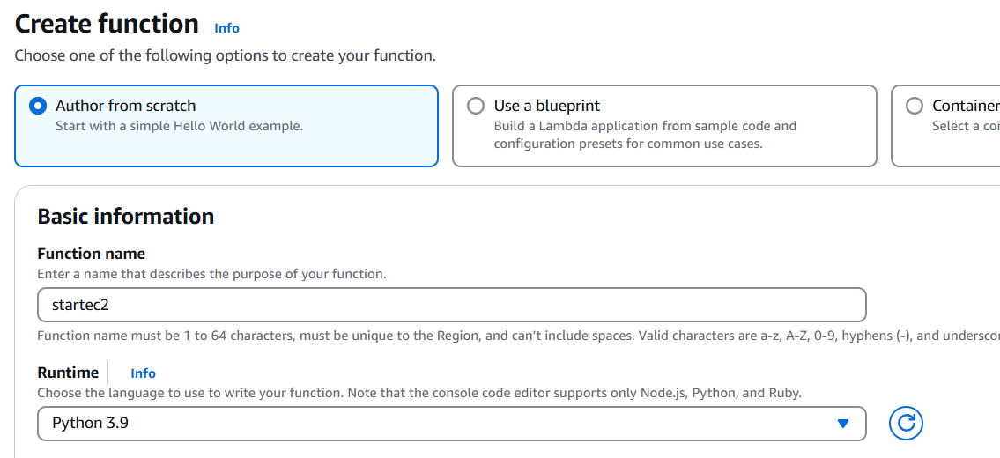 Create function Info
Choose one of the following options to create your function.
Author from scratch
Start with a simple Hello World example.
Use a blueprint
Build a Lambda application from sample code and
configuration presets for common use cases.
Container
Select a
Basic information
Function name
Enter a name that describes the purpose of your function.
startec2
Function name must be 1 to 64 characters, must be unique to the Region, and can’t include spaces. Valid characters are a-z, A-Z, 0-9, hyphens (-), and
Runtime Info
Choose the language to use to write your function. Note that the console code editor supports only Node.js, Python, and Ruby.
Python 3.9